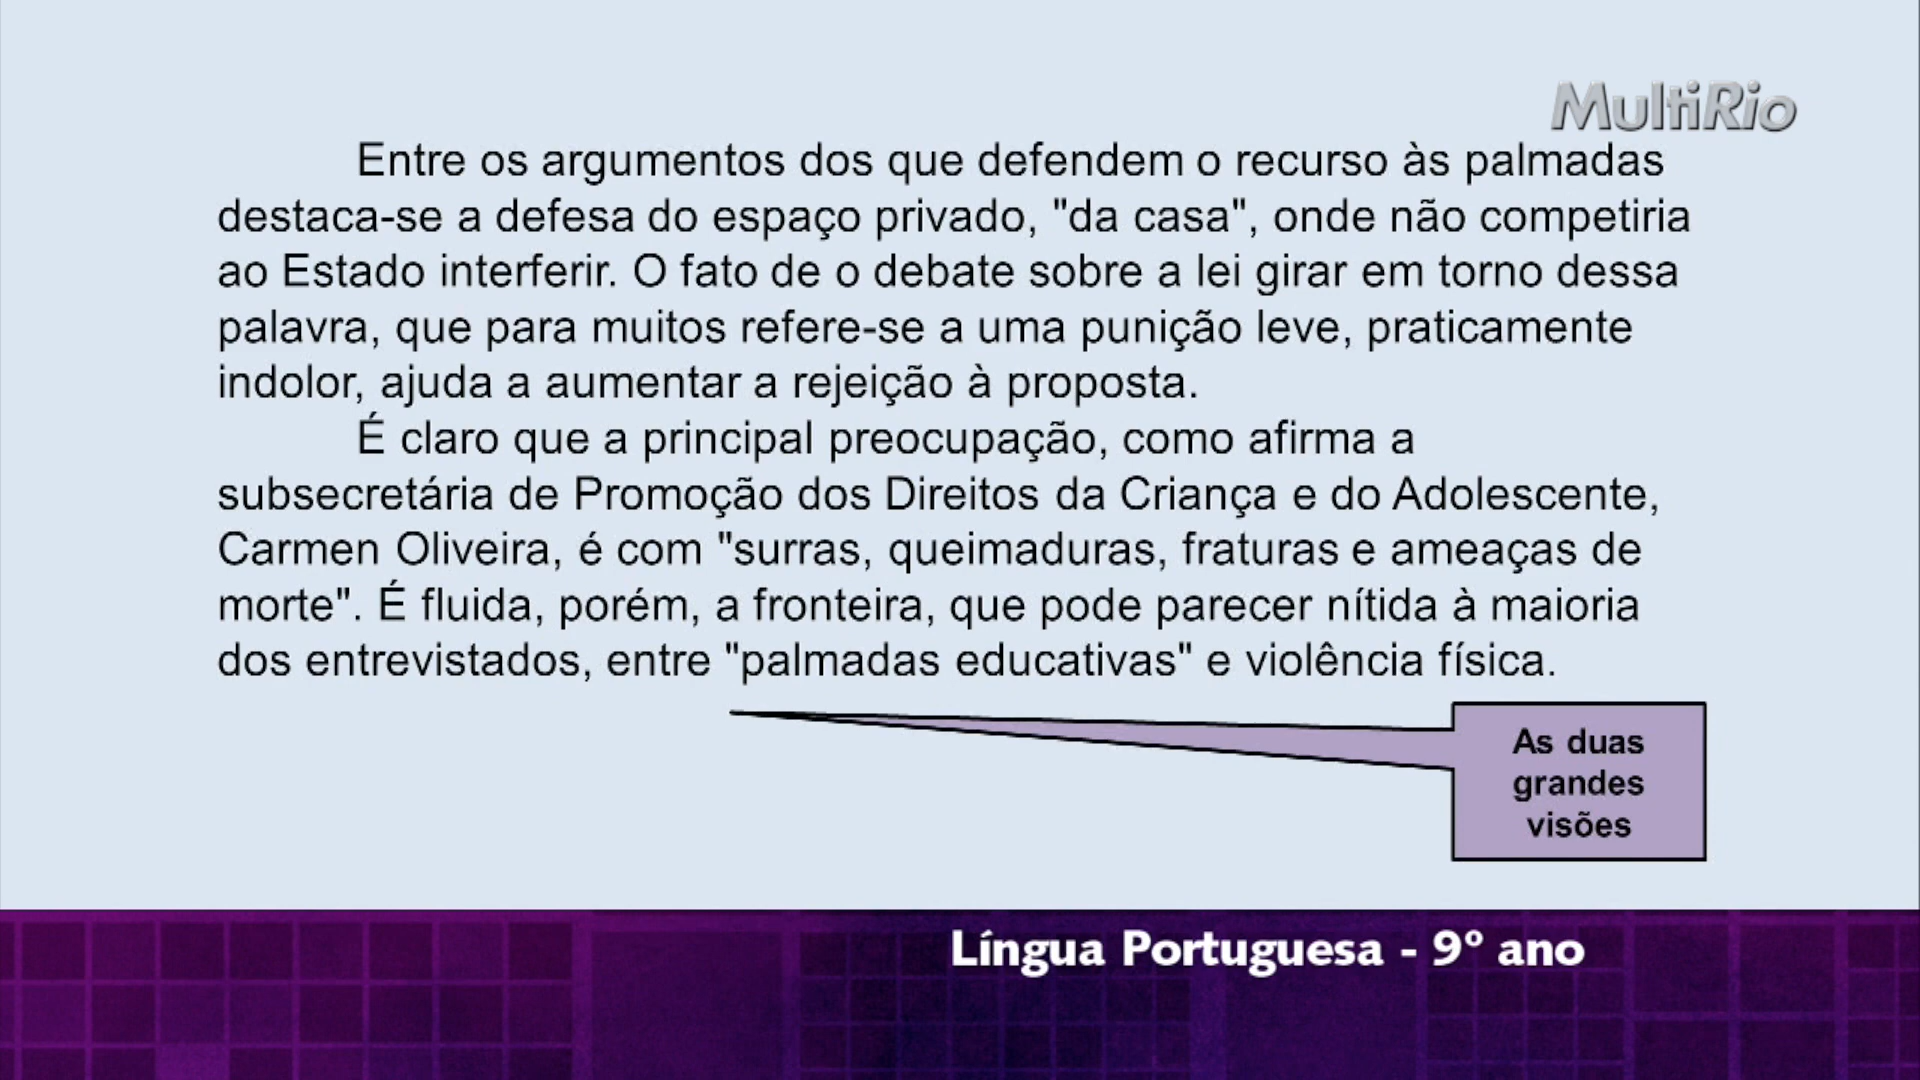 MultiRio
Entre os argumentos dos que defendem o recurso às palmadas
destaca-se a defesa do espaço privado, "da casa", onde não competiria
ao Estado interferir. O fato de o debate sobre a lei girar em torno dessa
palavra, que para muitos refere-se a uma punição leve, praticamente
indolor, ajuda a aumentar a rejeição à proposta.
É claro que a principal preocupação, como afirma a
subsecretária de Promoção dos Direitos da Criança e do Adolescente,
Carmen Oliveira, é com "surras, queimaduras, fraturas e ameaças de
morte". É fluida, porém, a fronteira, que pode parecer nítida à maioria
dos entrevistados, entre "palmadas educativas" e violência física.
As duas
grandes
visões
Língua Portuguesa - 9º ano